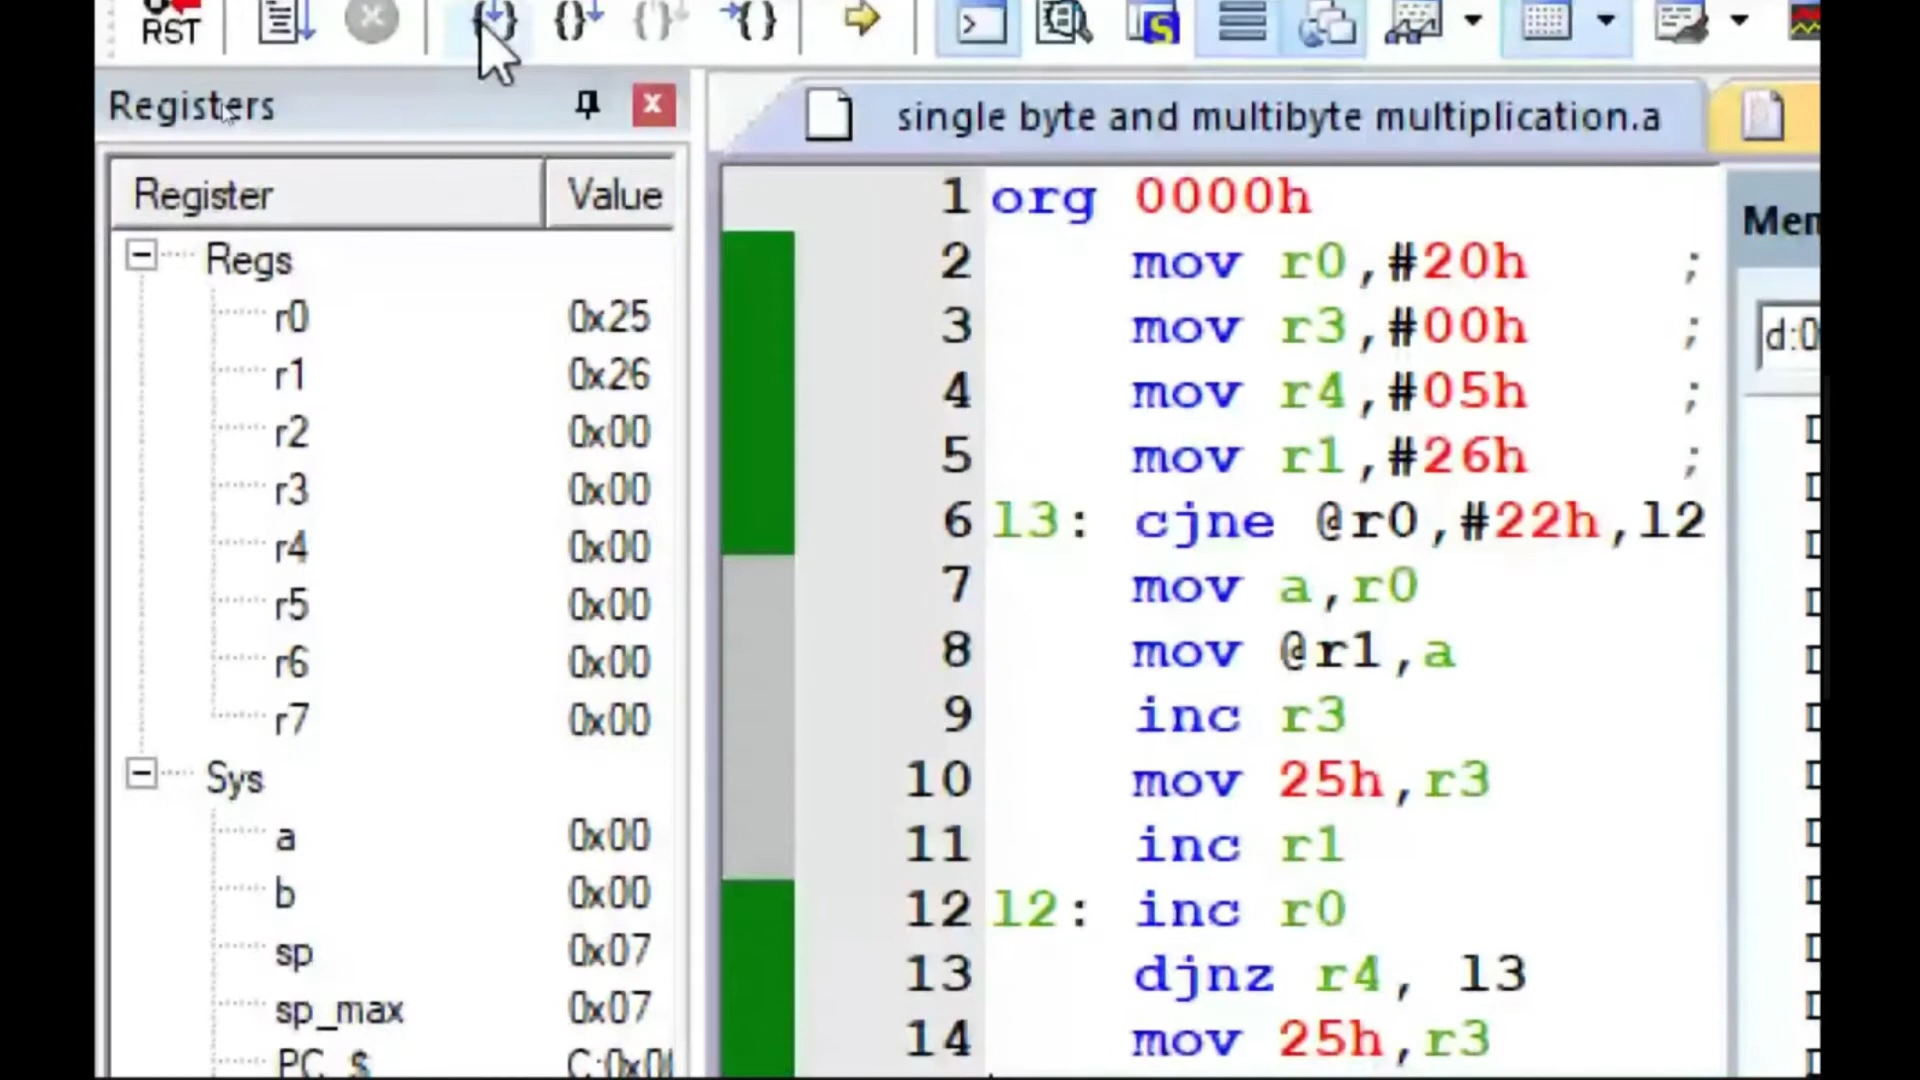 RST
Registers
single byte and multibyte multiplication.a
Register Value
Regs
r0 0x25
r1 0x26
r2 0x00
r3 0x00
r4 0x00
r5 0x00
r6 0x00
r7 0x00
Sys
a 0x00
b 0x00
sp 0x07
sp_max 0x07
PC $
1 org 0000h
2 mov r0,#20h ;
3 mov r3,#00h ;
4 mov r4,#05h ;
5 mov r1,#26h ;
6 l3: cjne @r0,#22h,l2
7 mov a,r0
8 mov @r1,a
9 inc r3
10 mov 25h,r3
11 inc r1
12 l2: inc r0
13 djnz r4, l3
14 mov 25h,r3